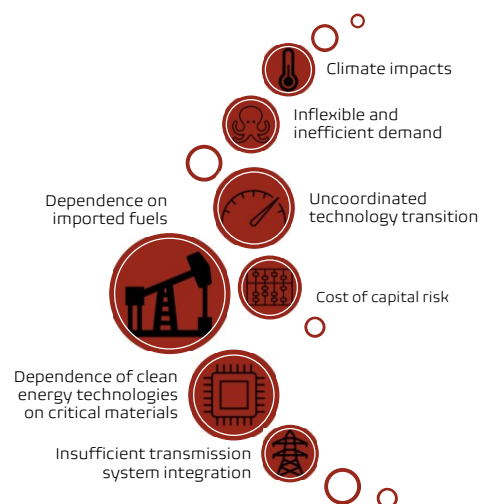 Climate impacts
Inflexible and
inefficient demand
Dependence on
imported fuels
Uncoordinated
technology transition
Cost of capital risk
Dependence of clean
energy technologies
on critical materials
Insufficient transmission
system integration